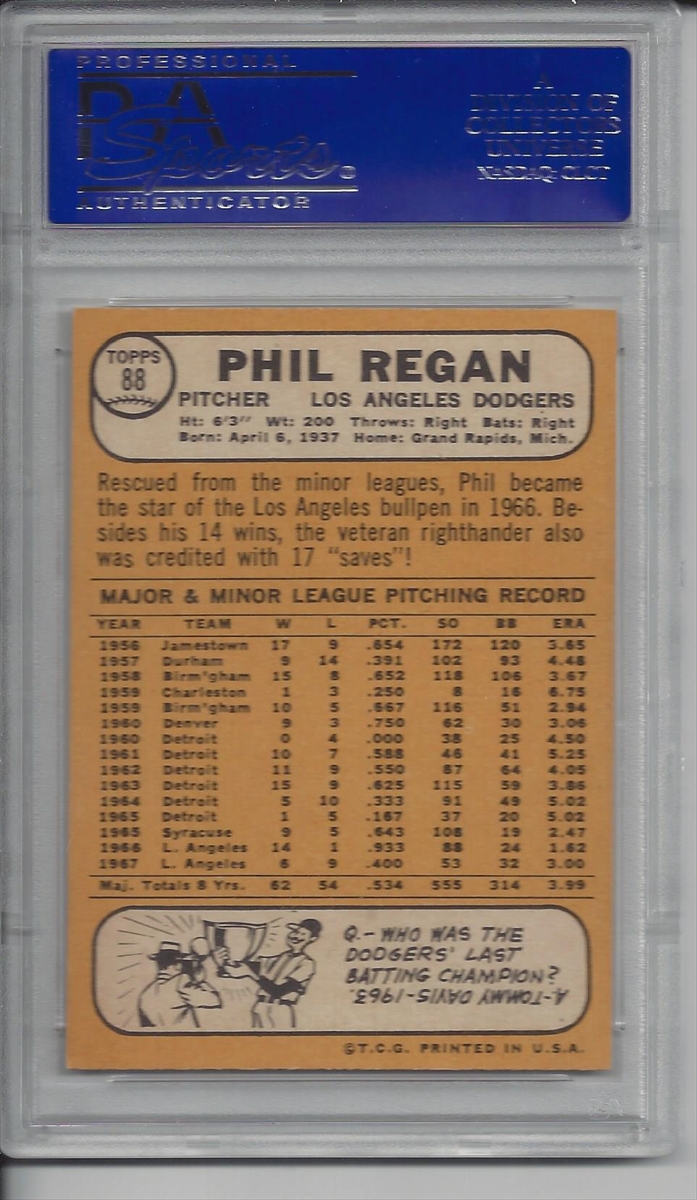 PROFESSIONAL
PSA
Sports®
AUTHENTICATOR
A
DIVISION OF
COLLECTORS
UNIVERSE
NASDAQ: CLCT
TOPPS
88
PHIL REGAN
PITCHER LOS ANGELES DODGERS
Ht: 6'3" Wt: 200 Throws: Right Bats: Right
Born: April 6, 1937 Home: Grand Rapids, Mich.
Rescued from the minor leagues, Phil became
the star of the Los Angeles bullpen in 1966. Be-
sides his 14 wins, the veteran righthander also
was credited with 17 "saves"!
MAJOR & MINOR LEAGUE PITCHING RECORD
YEAR TEAM W L PCT. SO BB ERA
1956 Jamestown 17 9 .654 172 120 3.65
1957 Durham 9 14 .391 102 93 4.48
1958 Birm'gham 15 8 .652 118 106 3.67
1959 Charleston 1 3 .250 8 16 6.75
1959 Birm'gham 10 5 .667 116 51 2.94
1960 Denver 9 3 .750 62 30 3.06
1960 Detroit 0 4 .000 38 25 4.50
1961 Detroit 10 7 .588 46 41 5.25
1962 Detroit 11 9 .550 87 64 4.05
1963 Detroit 15 9 .625 115 59 3.86
1964 Detroit 5 10 .333 91 49 5.02
1965 Detroit 1 5 .167 37 20 5.02
1965 Syracuse 9 5 .643 108 19 2.47
1966 L. Angeles 14 1 .933 88 24 1.62
1967 L. Angeles 6 9 .400 53 32 3.00
Maj. Totals 8 Yrs. 62 54 .534 555 314 3.99
Q.-WHO WAS THE
DODGERS' LAST
BATTING CHAMPION?
A-TOMMY DAVIS-1963.
©T.C.G. PRINTED IN U.S.A.